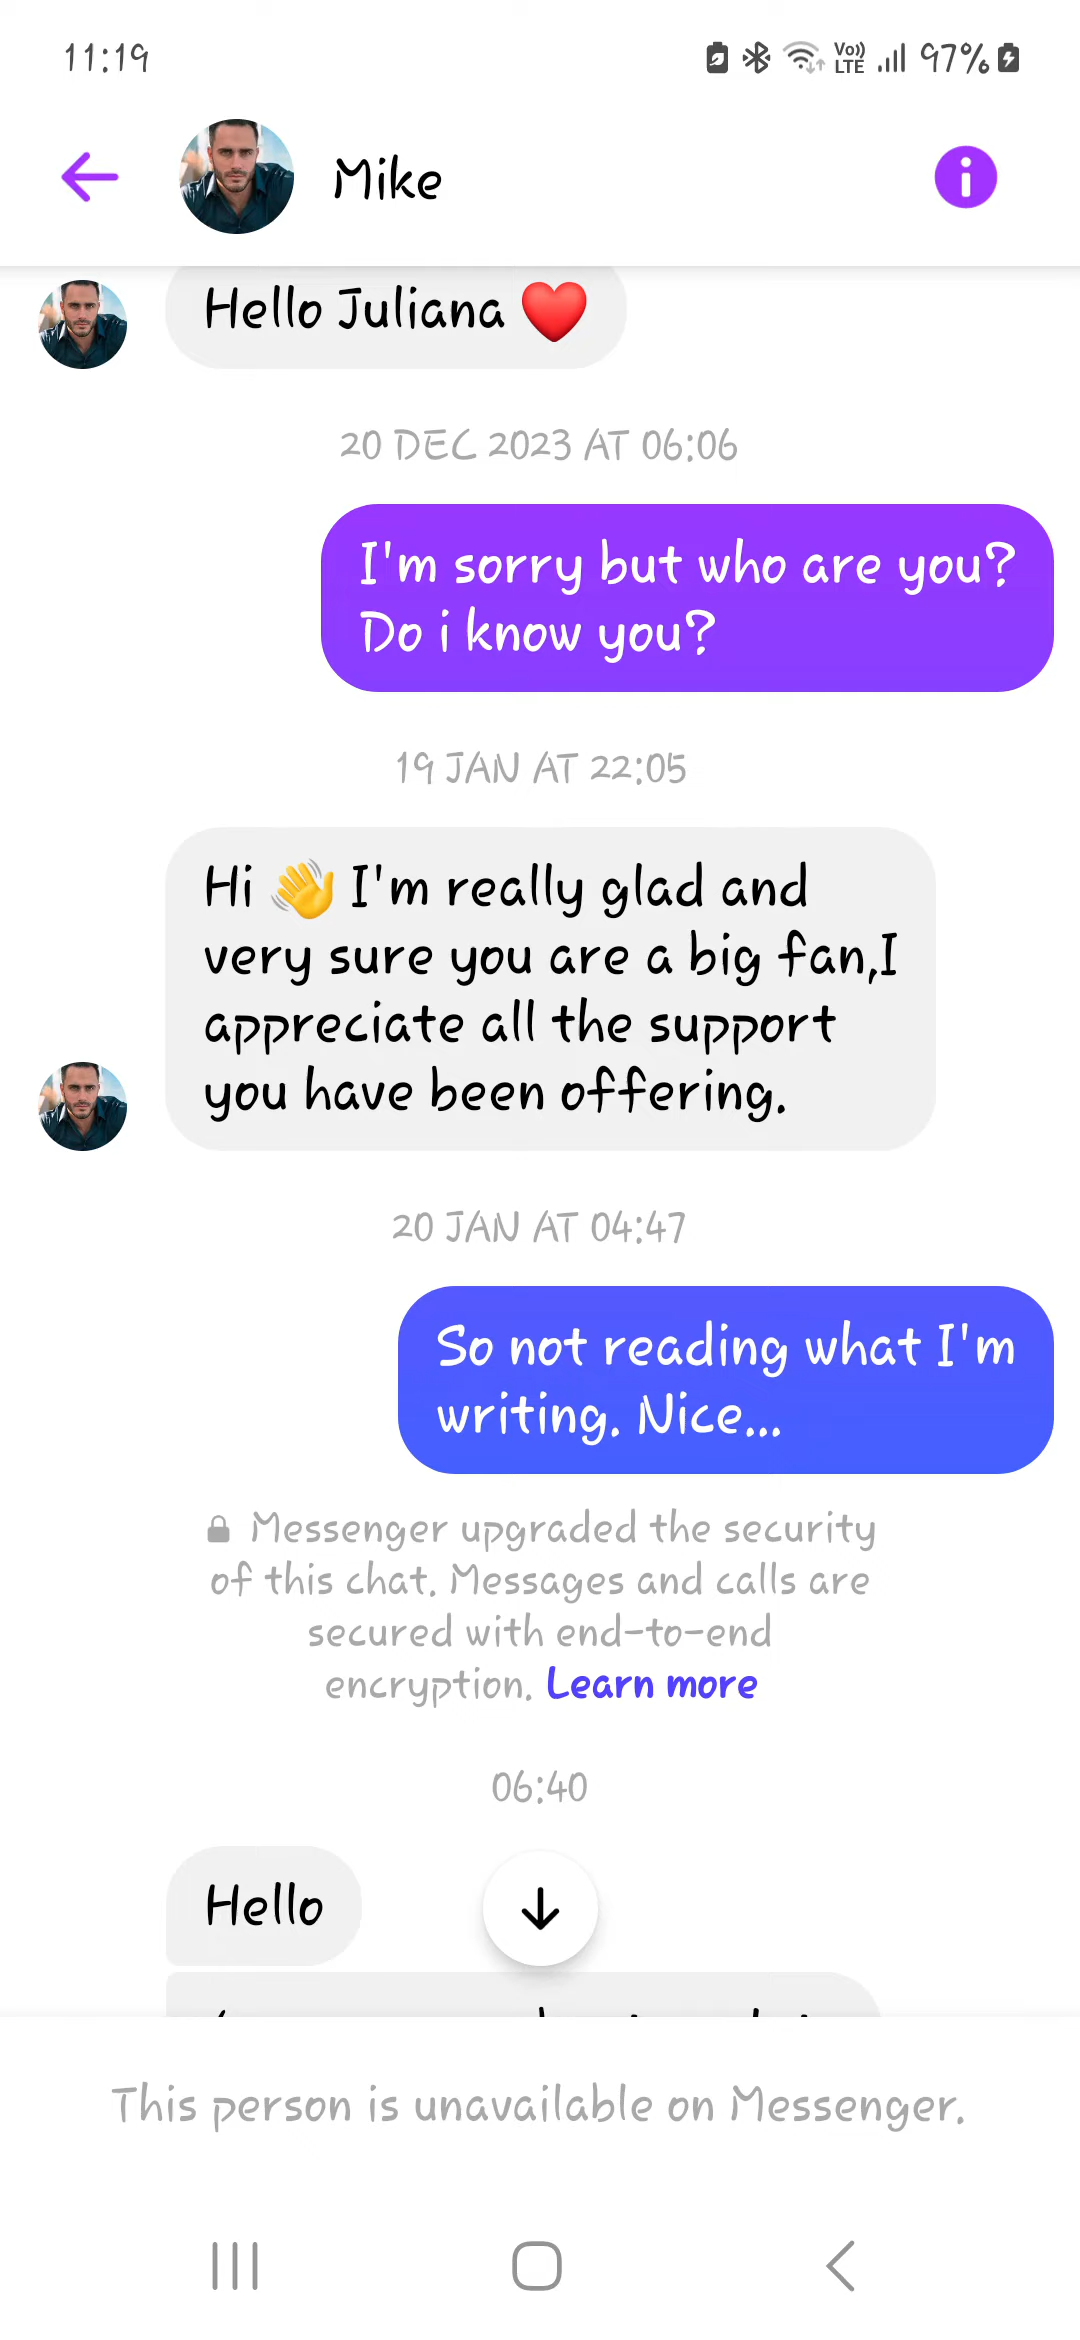 11:19
Vo))
LTE
97%
Mike
Hello Juliana ❤️
20 DEC 2023 AT 06:06
I'm sorry but who are you?
Do i know you?
19 JAN AT 22:05
Hi 👋 I'm really glad and
very sure you are a big fan,I
appreciate all the support
you have been offering.
20 JAN AT 04:47
So not reading what I'm
writing. Nice...
Messenger upgraded the security
of this chat. Messages and calls are
secured with end-to-end
encryption. Learn more
06:40
Hello
This person is unavailable on Messenger.